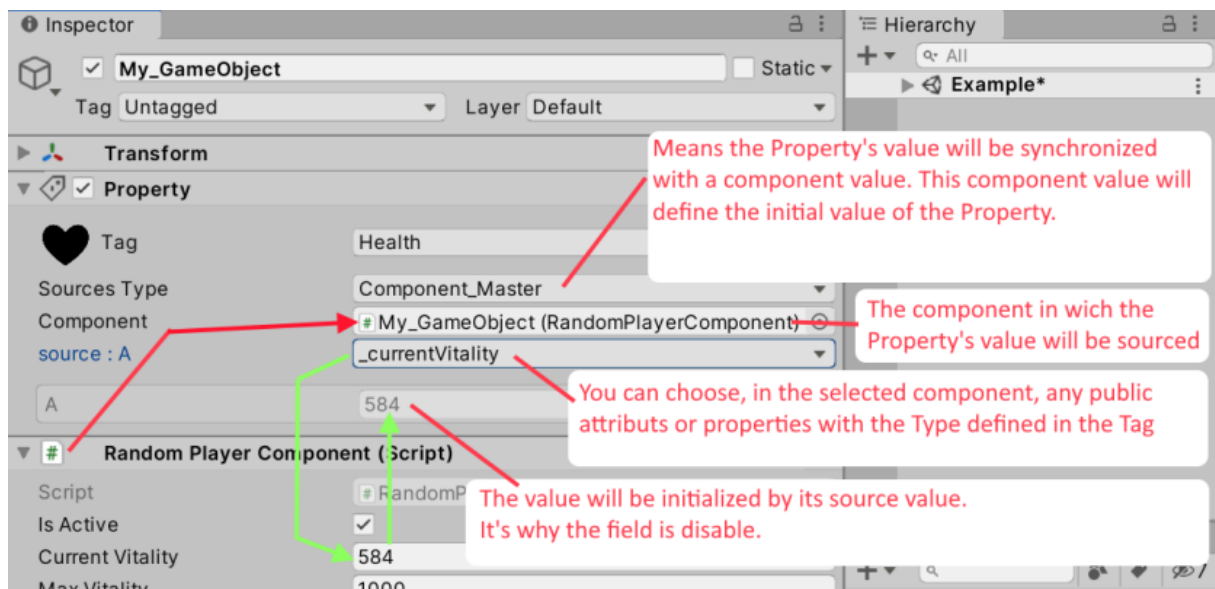 Inspector
Hierarchy
My_GameObject
Static
All
Example*
Tag Untagged
Layer Default
Transform
Means the Property's value will be synchronized
with a component value. This component value will
define the initial value of the Property.
Property
Tag
Health
Sources Type
Component_Master
Component
# My_GameObject (RandomPlayerComponent)
The component in wich the
Property's value will be sourced
source : A
_currentVitality
You can choose, in the selected component, any public
attributs or properties with the Type defined in the Tag
A
584
# Random Player Component (Script)
Script
# RandomP
The value will be initialized by its source value.
It's why the field is disable.
Is Active
Current Vitality
584
Max Vitality
1000
7